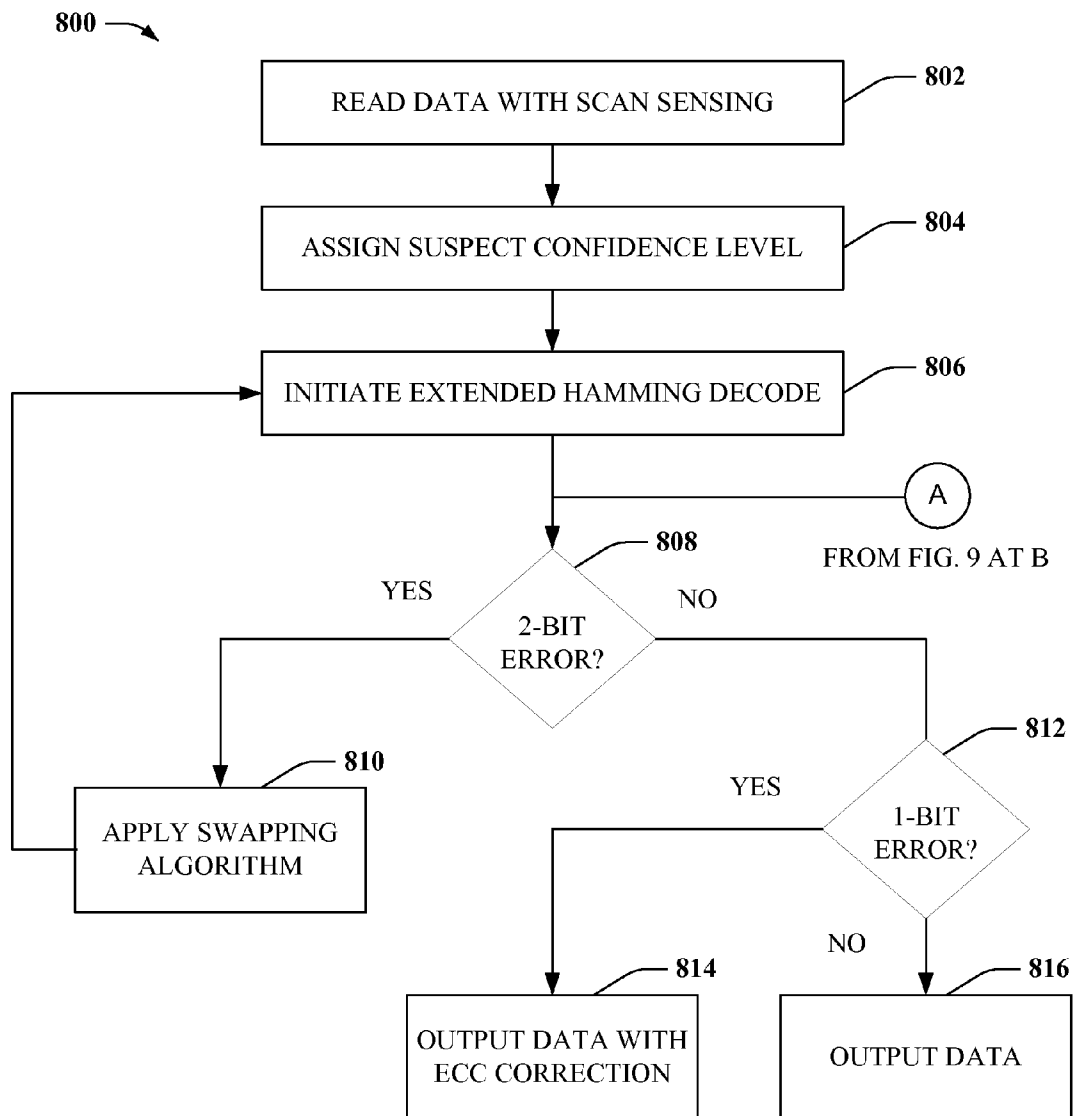 800
802
READ DATA WITH SCAN SENSING
804
ASSIGN SUSPECT CONFIDENCE LEVEL
806
INITIATE EXTENDED HAMMING DECODE
A
FROM FIG. 9 AT B
808
YES
NO
2-BIT
ERROR?
812
810
YES
APPLY SWAPPING
ALGORITHM
1-BIT
ERROR?
NO
814
816
OUTPUT DATA WITH
ECC CORRECTION
OUTPUT DATA